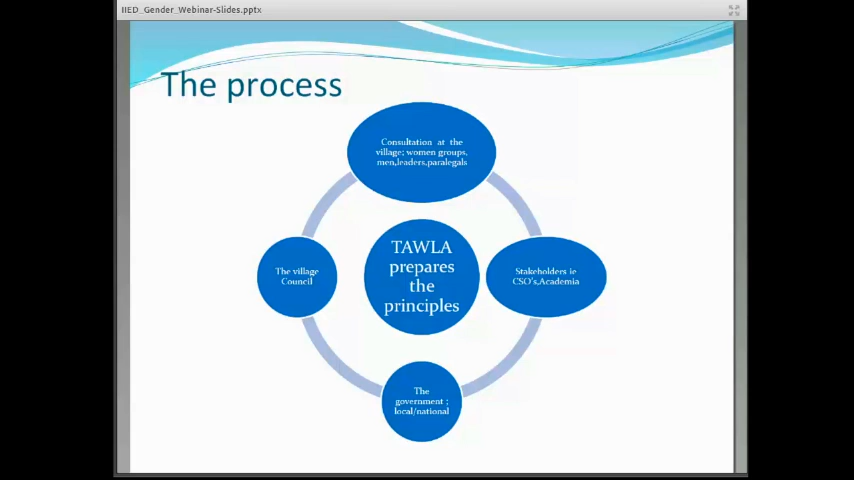 IIED_Gender_Webinar-Slides.pptx
The process
Consultation at the
village; women groups,
men,leaders,paralegals
TAWLA
prepares
the
principles
The village
Council
Stakeholders ie
CSO's,Academia
The
government ;
local/national